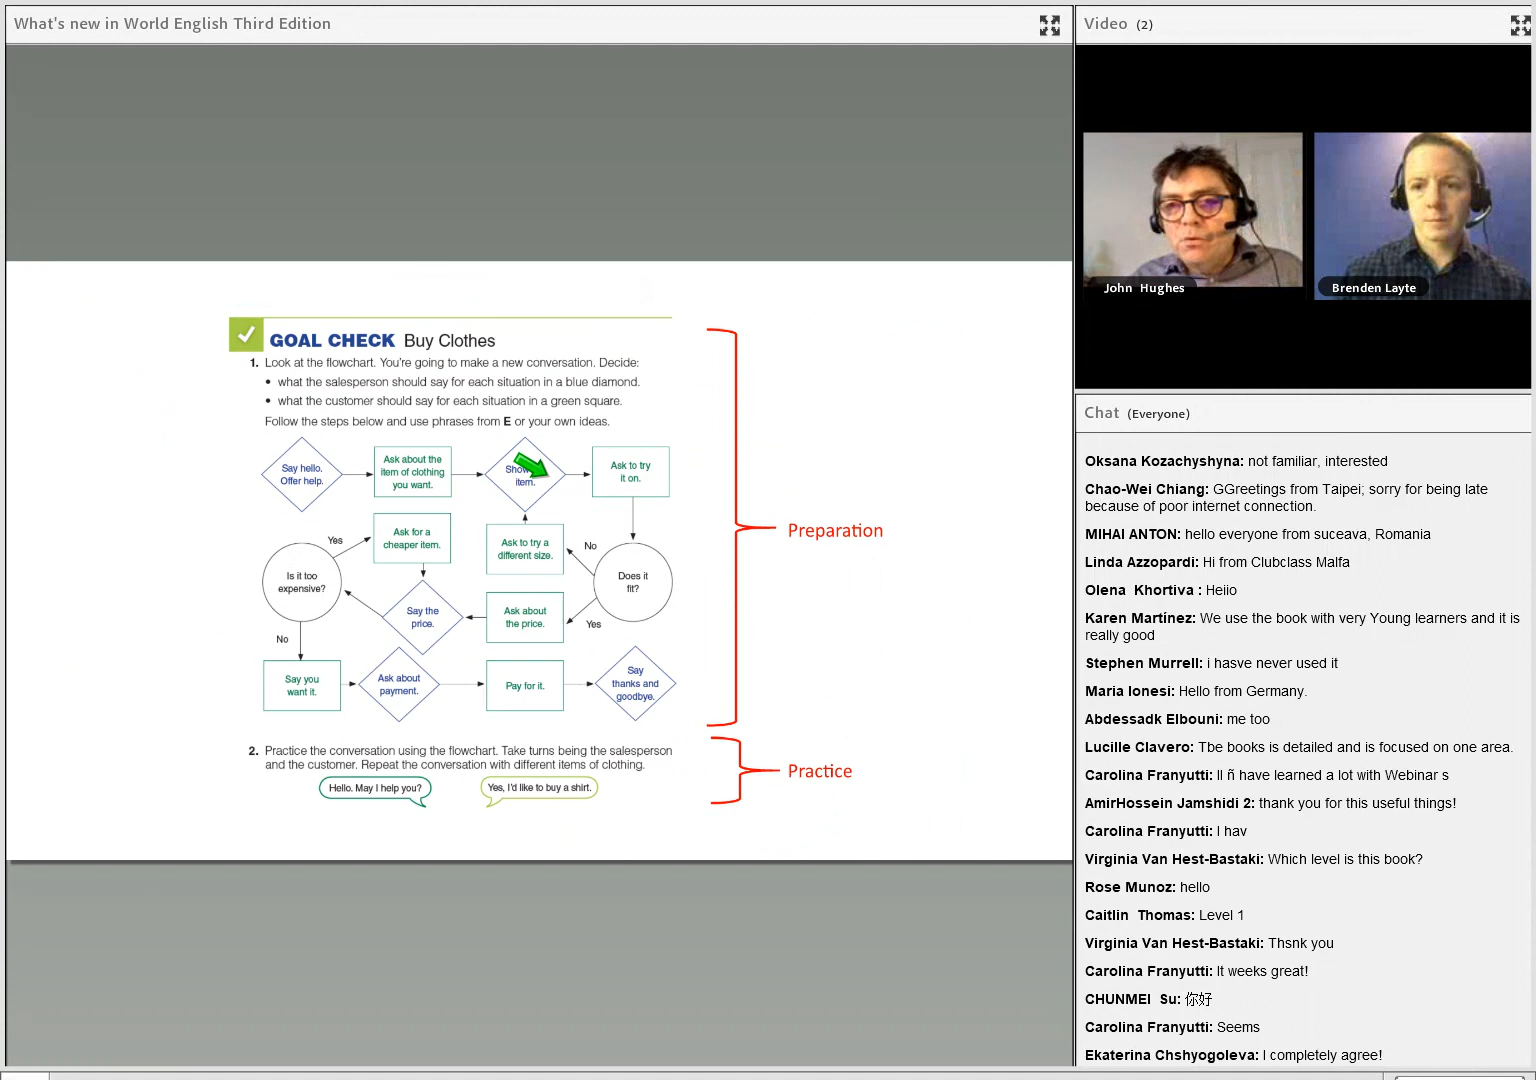 What's new in World English Third Edition
GOAL CHECK Buy Clothes
1. Look at the flowchart. You're going to make a new conversation. Decide:
• what the salesperson should say for each situation in a blue diamond.
• what the customer should say for each situation in a green square.
Follow the steps below and use phrases from E or your own ideas.
Say hello.
Offer help.
Ask about the
item of clothing
you want.
item.
Ask to try
it on.
Yes
Ask for a
cheaper item.
Ask to try a
different size.
No
Is it too
expensive?
Does it
fit?
Say the
price.
Ask about
the price.
Yes
No
Say you
want it.
Ask about
payment.
Pay for it.
Say
thanks and
goodbye.
2. Practice the conversation using the flowchart. Take turns being the salesperson
and the customer. Repeat the conversation with different items of clothing.
Hello. May I help you?
Yes, I'd like to buy a shirt.
Preparation
Practice
Video (2)
John Hughes
Brenden Layte
Chat (Everyone)
Oksana Kozachyshyna: not familiar, interested
Chao-Wei Chiang: GGreetings from Taipei; sorry for being late
because of poor internet connection.
MIHAI ANTON: hello everyone from suceava, Romania
Linda Azzopardi: Hi from Clubclass Malfa
Olena Khortiva : Heiio
Karen Martínez: We use the book with very Young learners and it is
really good
Stephen Murrell: i hasve never used it
Maria Ionesi: Hello from Germany.
Abdessadk Elbouni: me too
Lucille Clavero: Tbe books is detailed and is focused on one area.
Carolina Franyutti: Il ñ have learned a lot with Webinar s
AmirHossein Jamshidi 2: thank you for this useful things!
Carolina Franyutti: I hav
Virginia Van Hest-Bastaki: Which level is this book?
Rose Munoz: hello
Caitlin Thomas: Level 1
Virginia Van Hest-Bastaki: Thsnk you
Carolina Franyutti: It weeks great!
CHUNMEI Su: 你好
Carolina Franyutti: Seems
Ekaterina Chshyogoleva: I completely agree!